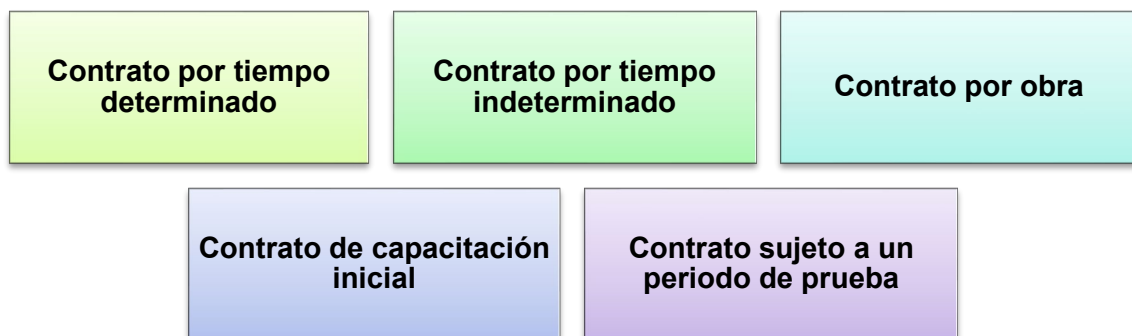 Contrato por tiempo
determinado
Contrato por tiempo
indeterminado
Contrato por obra
Contrato de capacitación
inicial
Contrato sujeto a un
periodo de prueba